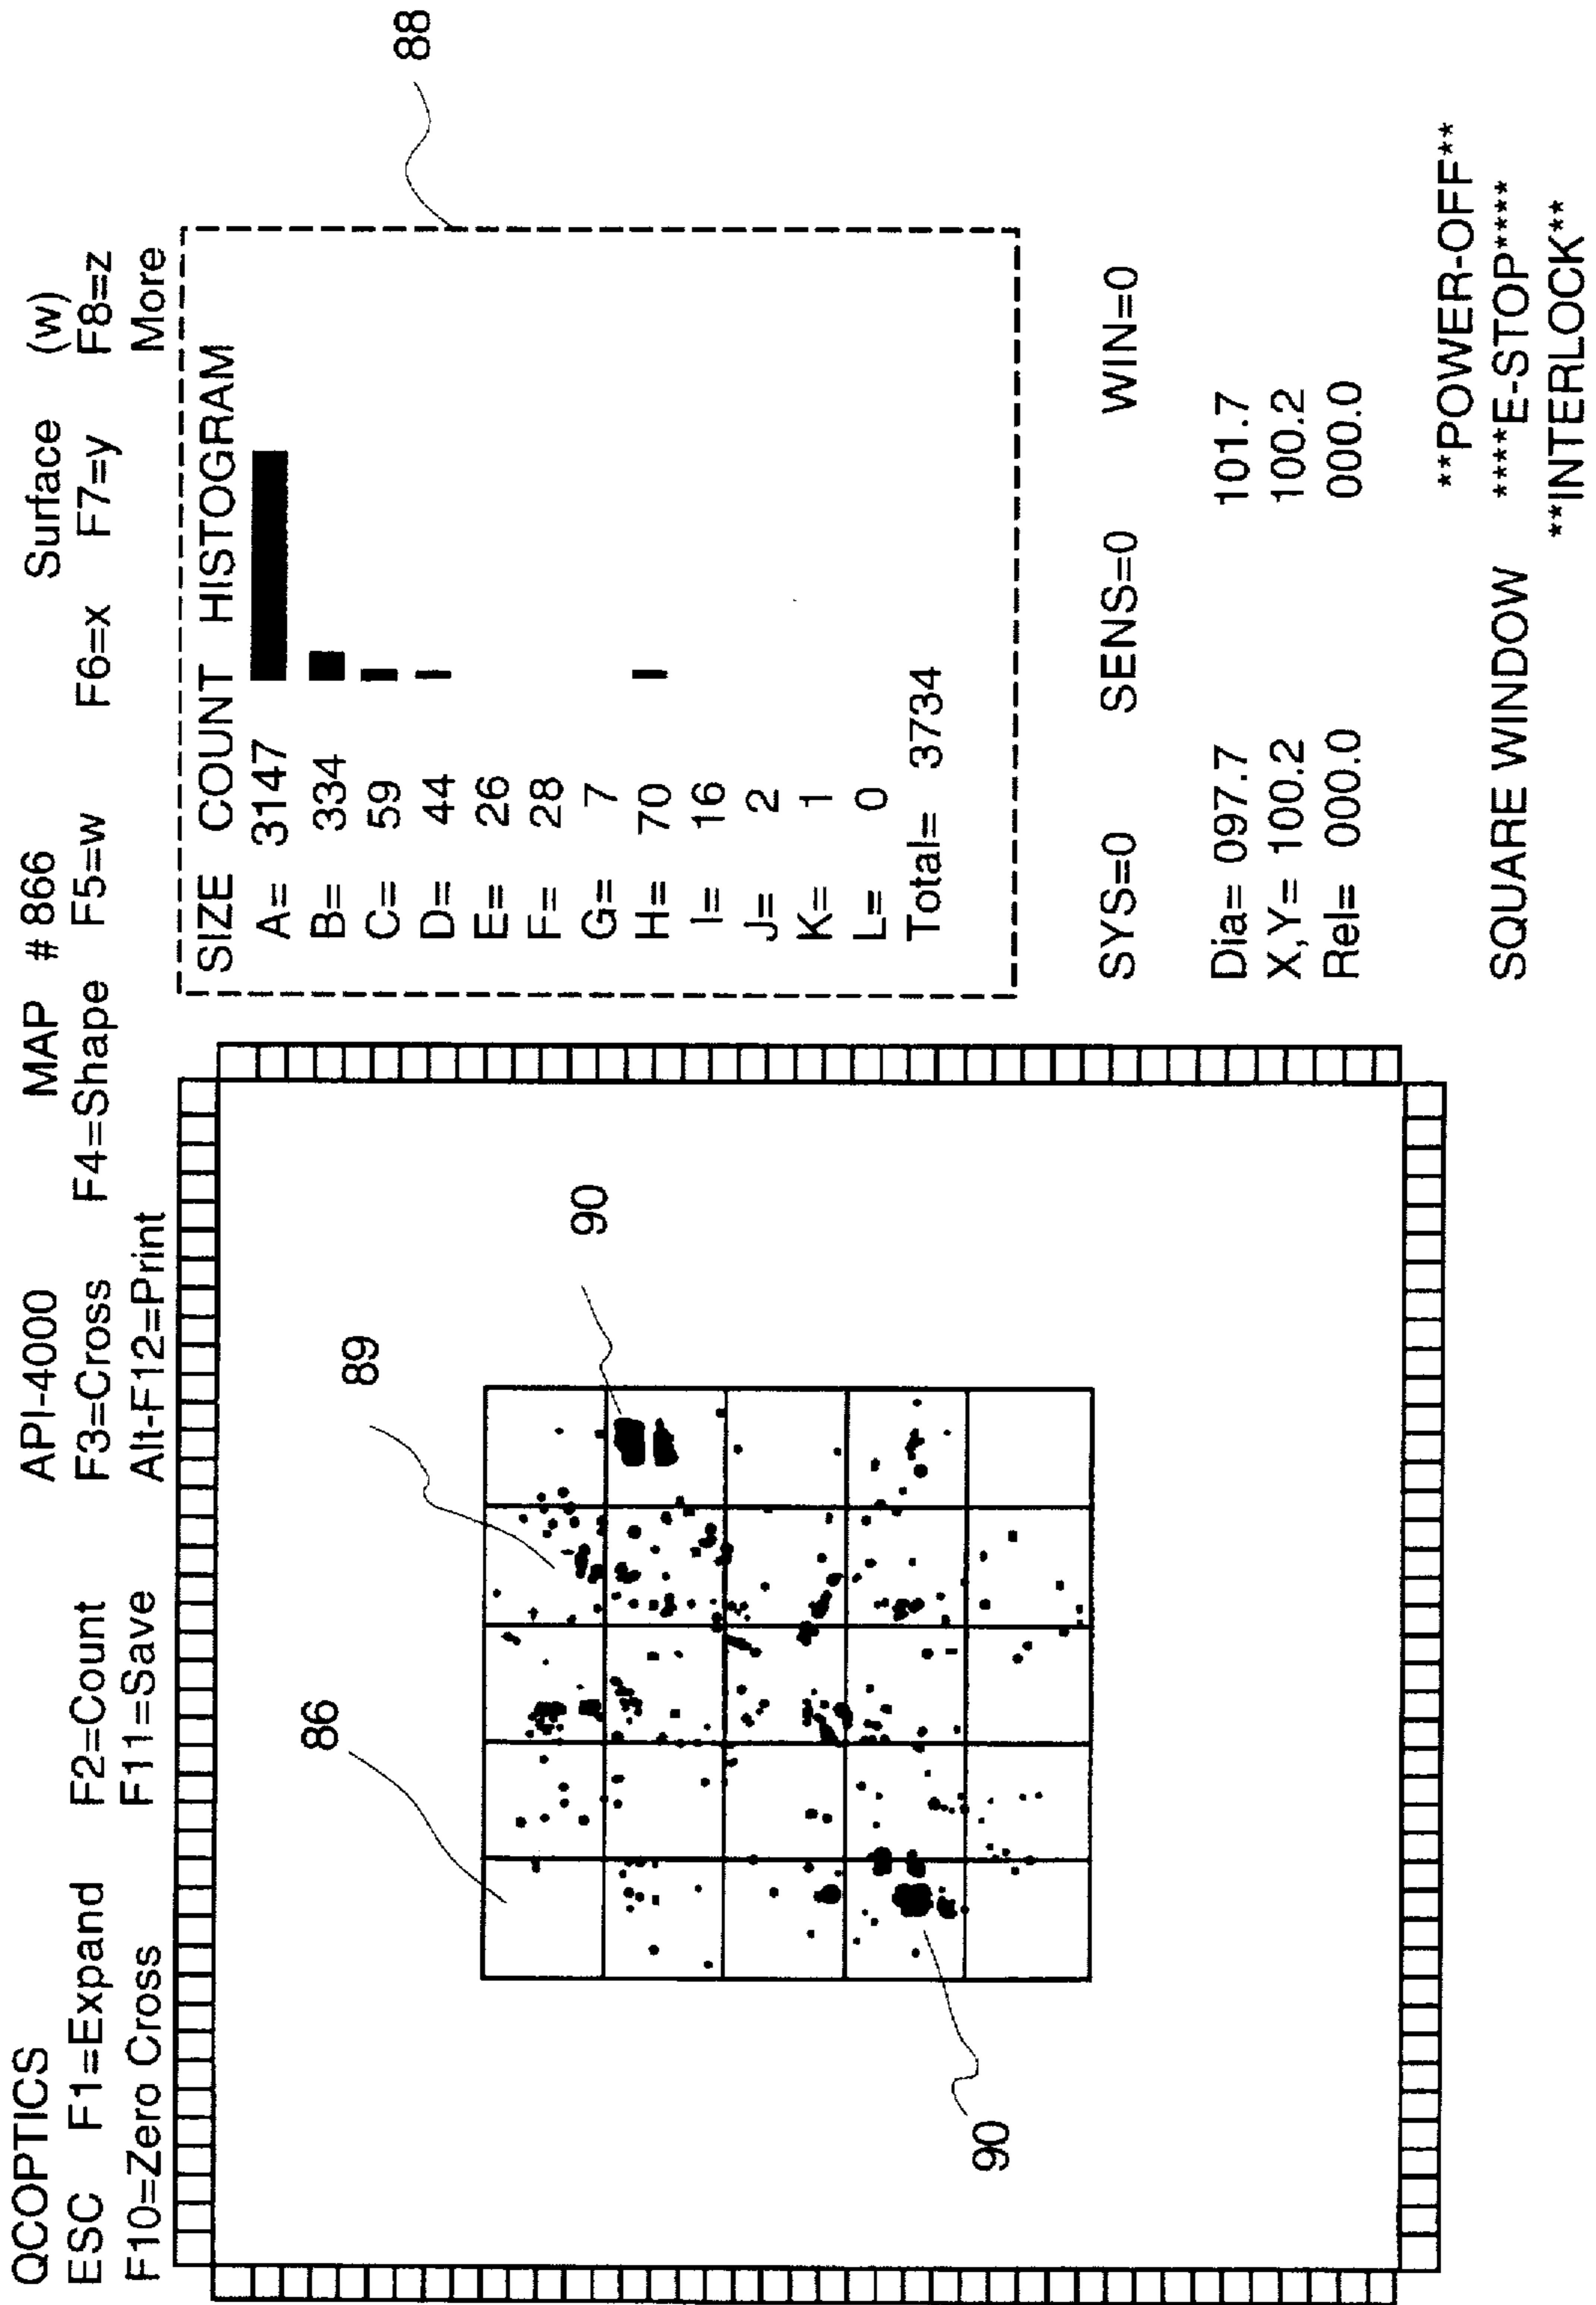 QCOPTICS API-4000 MAP # 866 Surface (w)
ESC F1=Expand F2=Count F3=Cross F4=Shape F5=w F6=x F7=y F8=z
F10=Zero Cross F11=Save Alt-F12=Print More
86
89
90
90
88
SIZE COUNT HISTOGRAM
A= 3147
B= 334
C= 59
D= 44
E= 26
F= 28
G= 7
H= 70
I= 16
J= 2
K= 1
L= 0
Total= 3734
SYS=0 SENS=0 WIN=0
Dia= 097.7 101.7
X,Y= 100.2 100.2
Rel= 000.0 000.0
**POWER-OFF**
SQUARE WINDOW ****E-STOP****
**INTERLOCK**